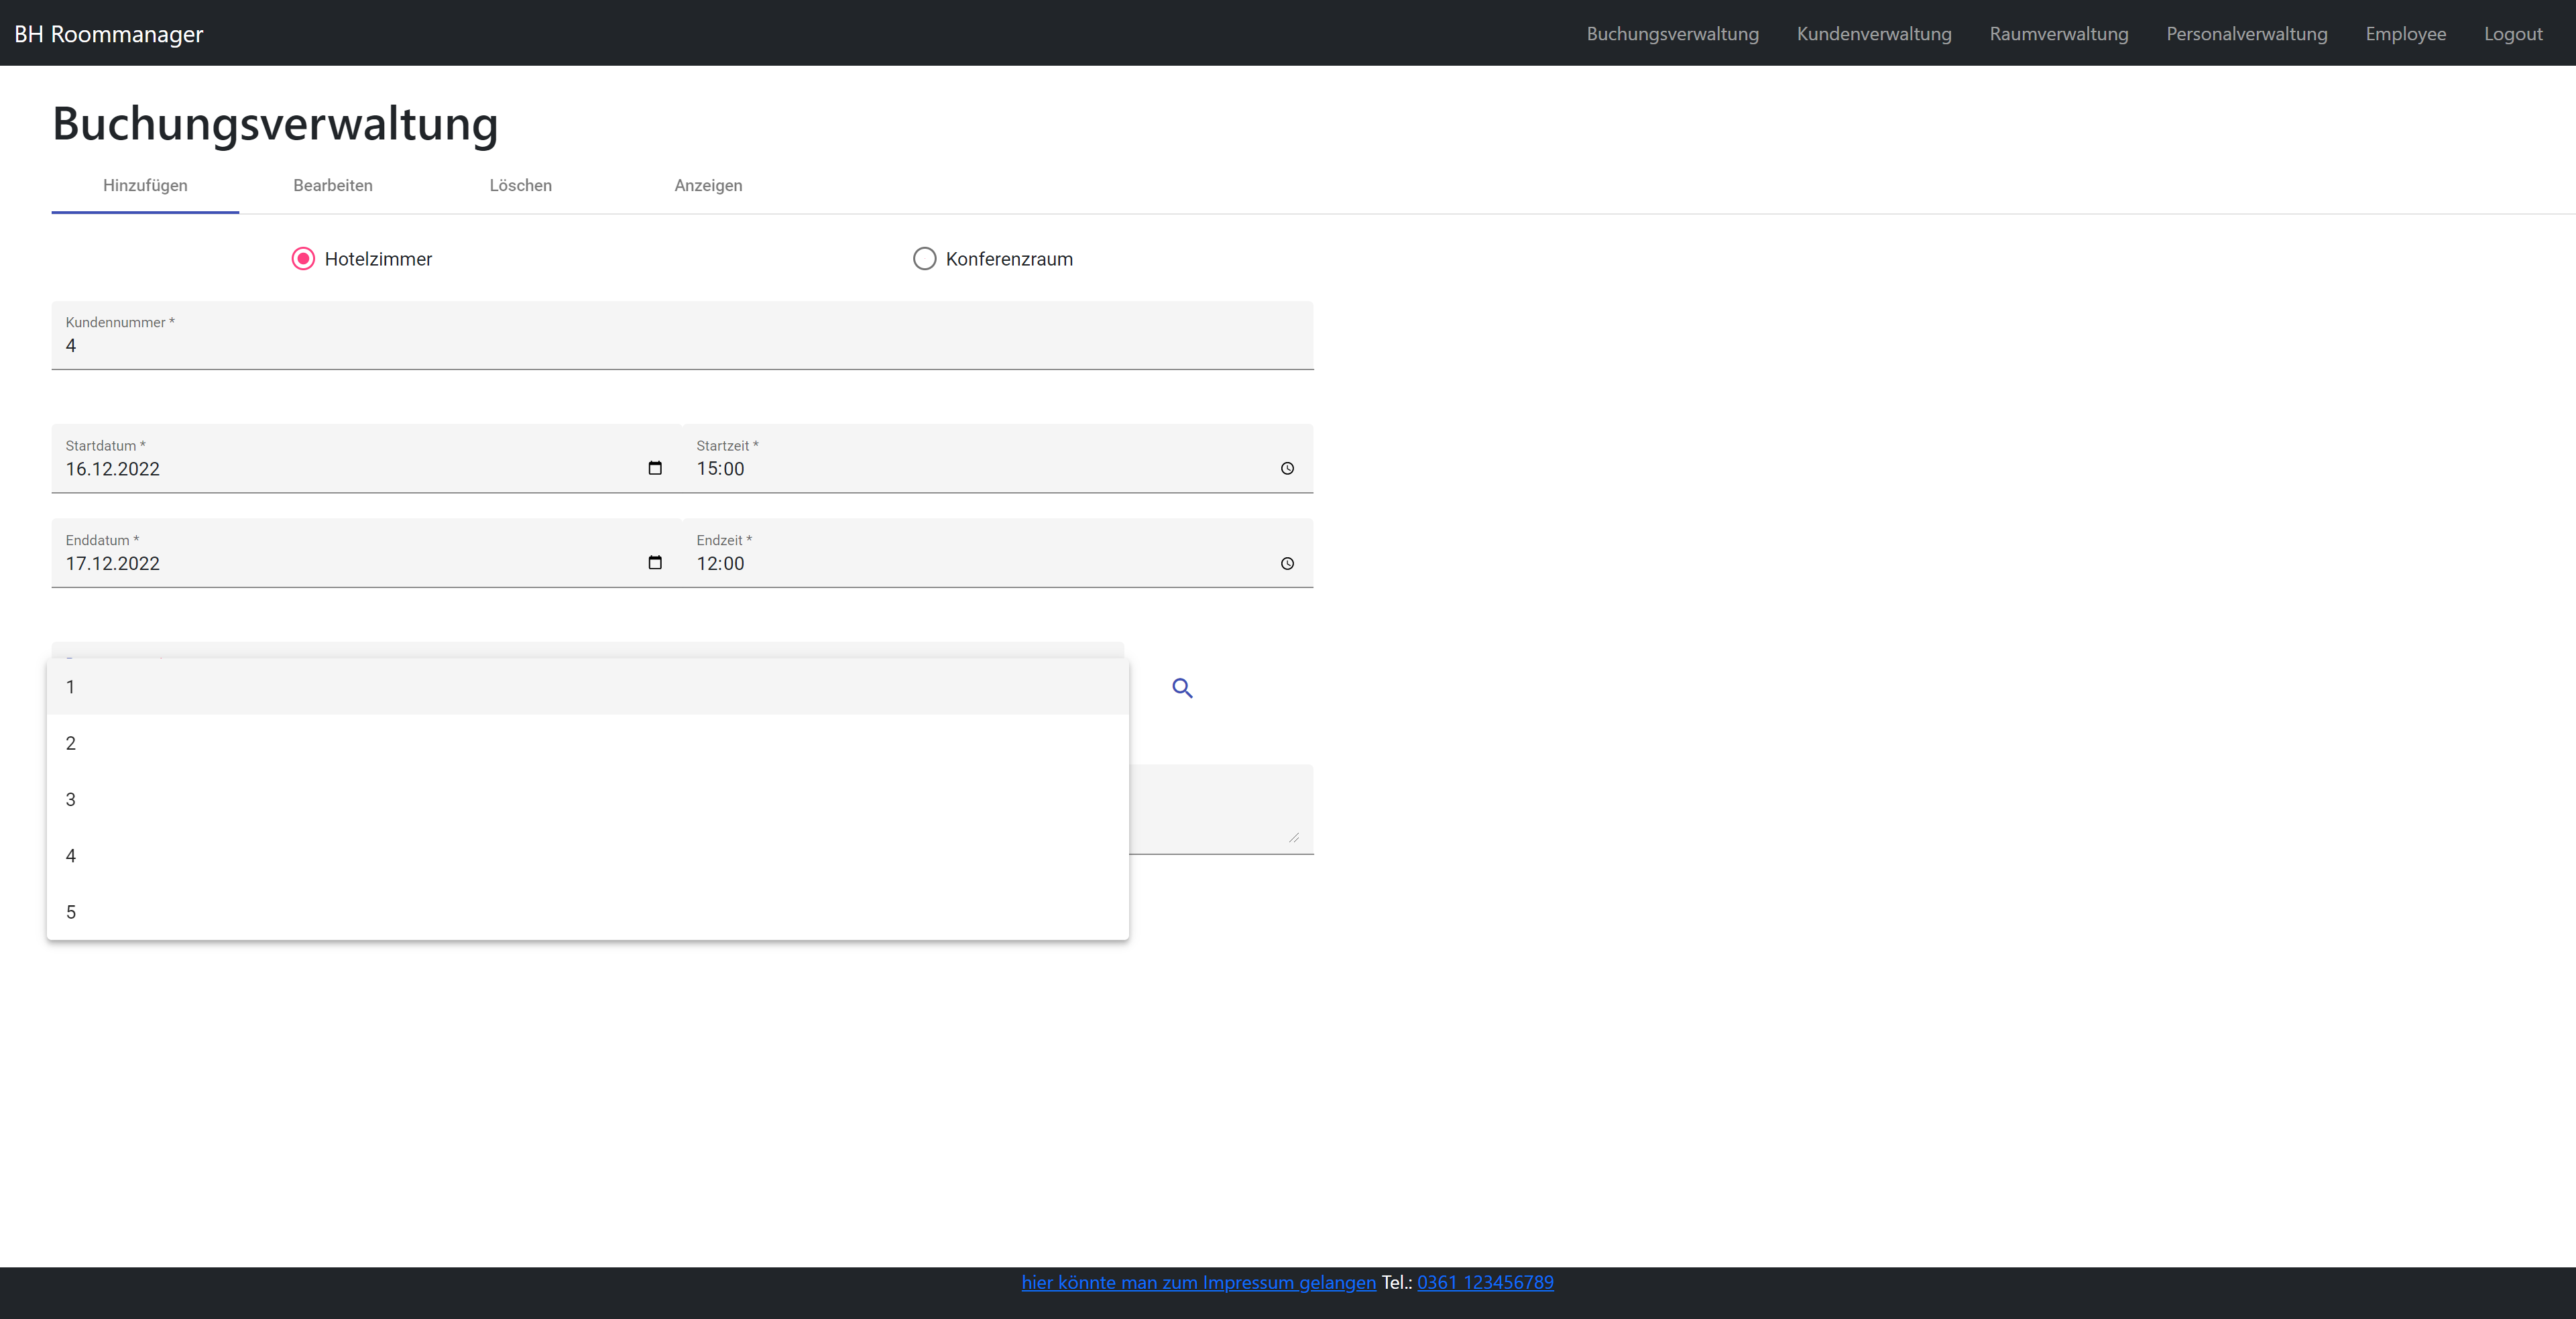 BH Roommanager
Buchungsverwaltung Kundenverwaltung Raumverwaltung Personalverwaltung Employee Logout
Buchungsverwaltung
Hinzufügen Bearbeiten Löschen Anzeigen
Hotelzimmer Konferenzraum
Kundennummer *
4
Startdatum * Startzeit *
16.12.2022 15:00
Enddatum * Endzeit *
17.12.2022 12:00
1
2
3
4
5
hier könnte man zum Impressum gelangen Tel.: 0361 123456789